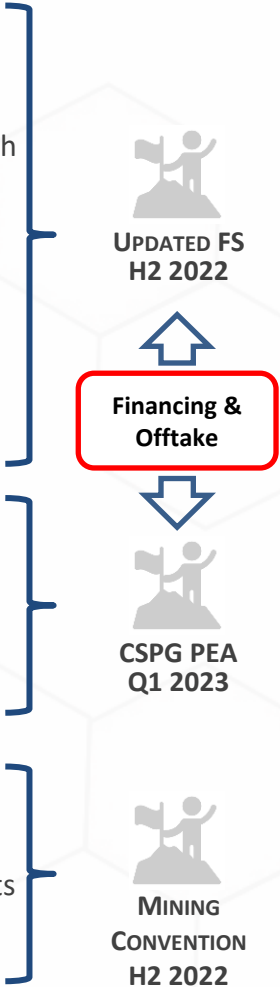 UPDATED FS
H2 2022
Financing &
Offtake
CSPG PEA
Q1 2023
MINING
CONVENTION
H2 2022